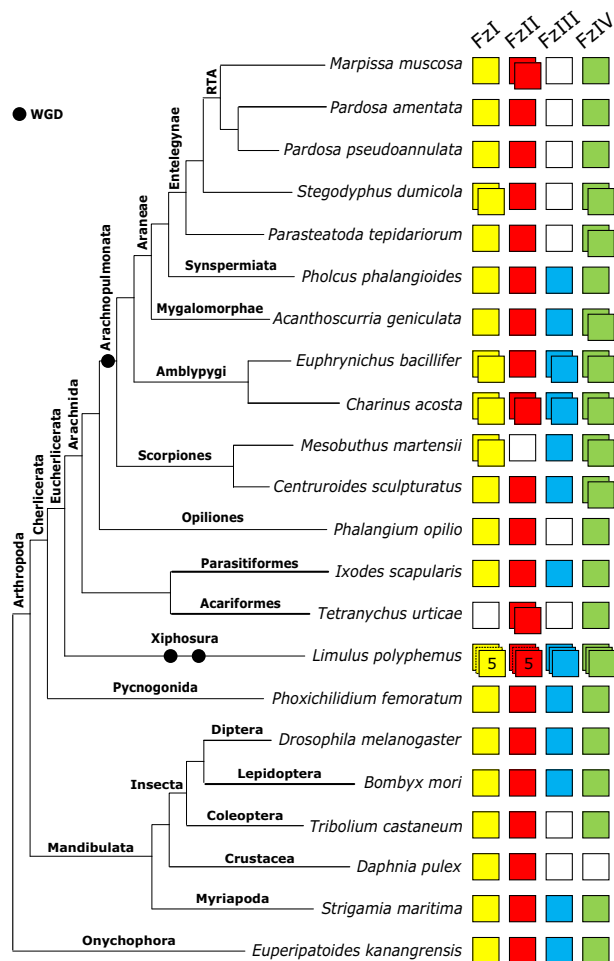 FzI FzII FzIII FzIV
WGD
Marpissa muscosa
RTA
Pardosa amentata
Pardosa pseudoannulata
Entelegynae
Stegodyphus dumicola
Araneae
Parasteatoda tepidariorum
Synspermiata
Pholcus phalangioides
Mygalomorphae
Acanthoscurria geniculata
Arachnopulmonata
Euphrynichus bacillifer
Amblypygi
Charinus acosta
Arachnida
Mesobuthus martensii
Scorpiones
Centruroides sculpturatus
Eucherlicerata
Opiliones
Phalangium opilio
Cherlicerata
Parasitiformes
Ixodes scapularis
Acariformes
Tetranychus urticae
Arthropoda
Xiphosura
Limulus polyphemus
5 5
Pycnogonida
Phoxichilidium femoratum
Diptera
Drosophila melanogaster
Lepidoptera
Bombyx mori
Insecta
Coleoptera
Tribolium castaneum
Mandibulata
Crustacea
Daphnia pulex
Myriapoda
Strigamia maritima
Onychophora
Euperipatoides kanangrensis